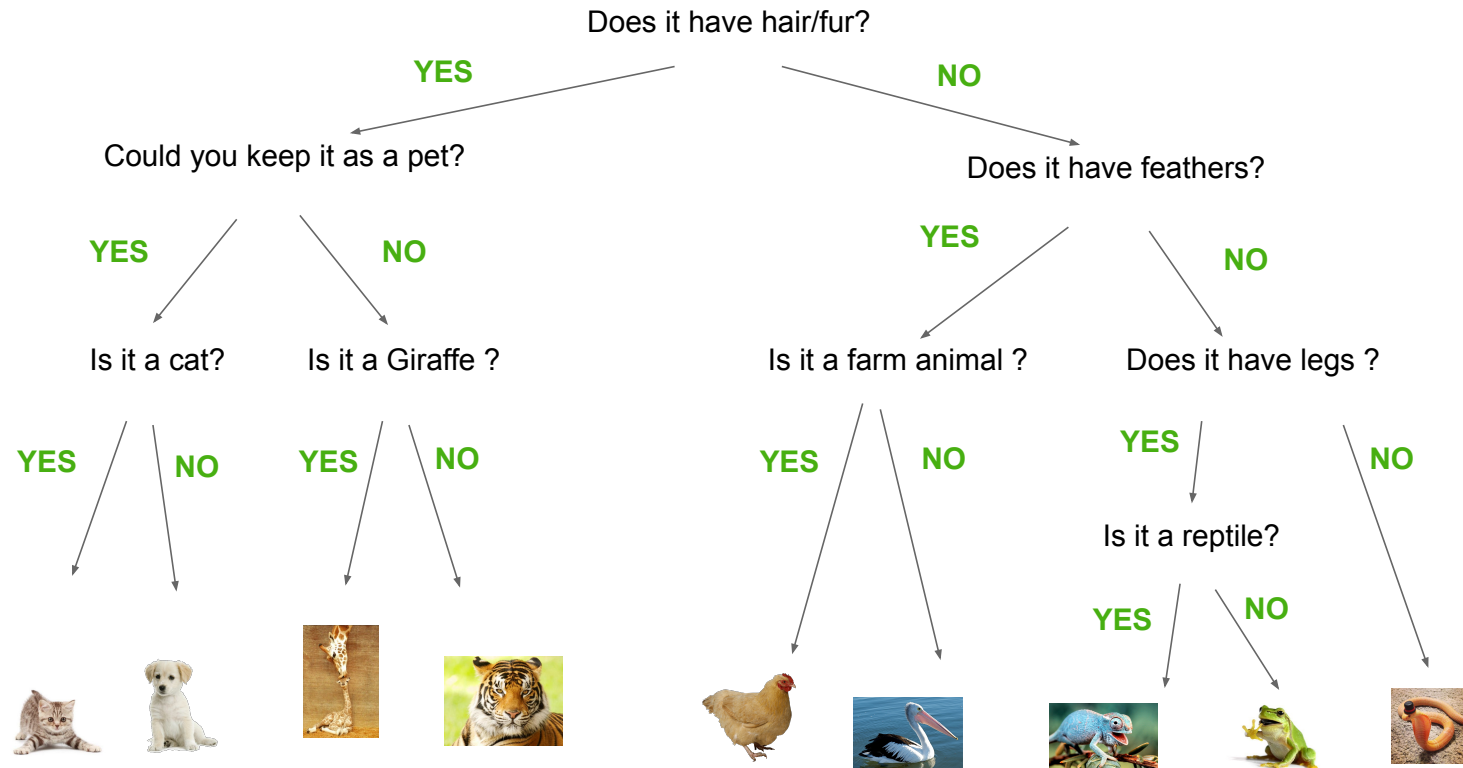 Does it have hair/fur?
YES
NO
Could you keep it as a pet?
Does it have feathers?
YES
NO
YES
NO
Is it a cat?
Is it a Giraffe ?
Is it a farm animal ?
Does it have legs ?
YES
NO
YES
NO
YES
NO
YES
NO
Is it a reptile?
YES
NO